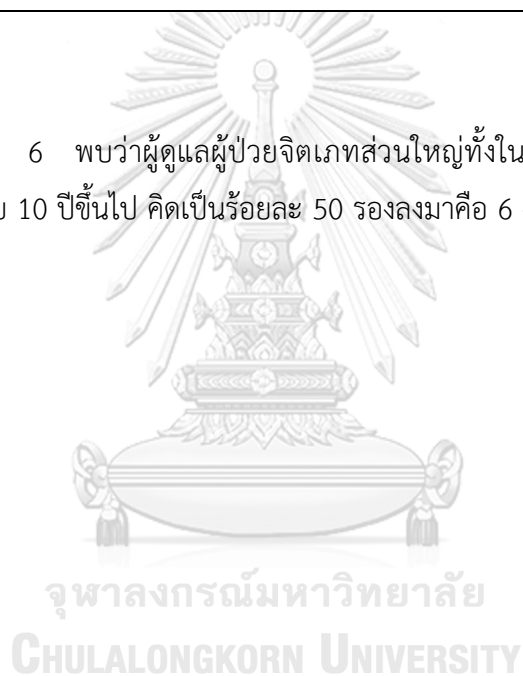 6 พบว่าผู้ดูแลผู้ป่วยจิตเภทส่วนใหญ่ทั้งใน
10 ปีขึ้นไป คิดเป็นร้อยละ 50 รองลงมาคือ 6
จุฬาลงกรณ์มหาวิทยาลัย
CHULALONGKORN UNIVERSITY